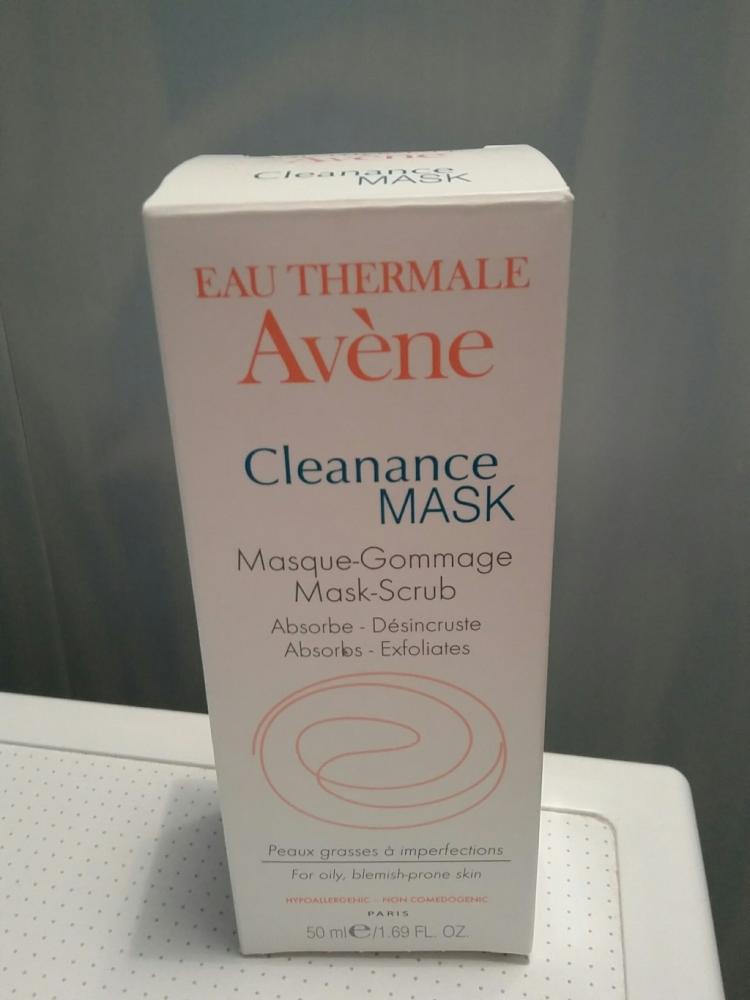 Avène
Cleanance
MASK
EAU THERMALE
Avène
Cleanance
MASK
Masque-Gommage
Mask-Scrub
Absorbe - Désincruste
Absorbs - Exfoliates
Peaux grasses à imperfections
For oily, blemish-prone skin
HYPOALLERGENIC - NON COMEDOGENIC
PARIS
50 ml℮/1.69 FL. OZ.